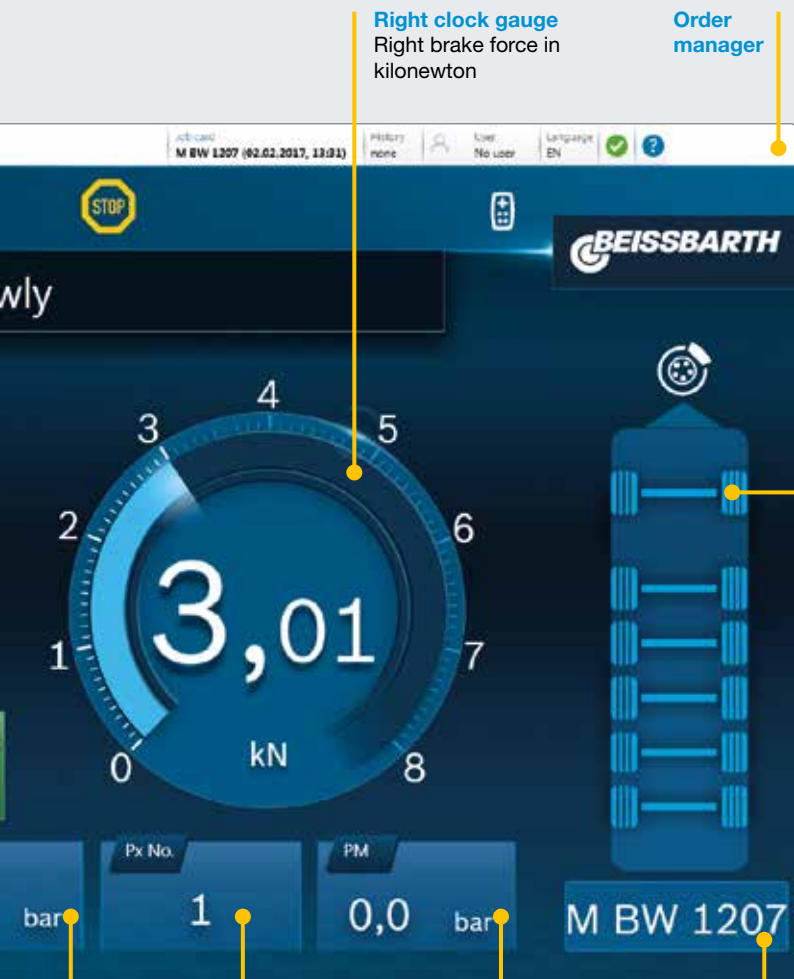 Right clock gauge
Right brake force in
kilonewton
Order
manager
Job card
M BW 1207 (02.02.2017, 13:31)
History
none
User
No user
Language
EN
?
STOP
BEISSBARTH
wly
0
1
2
3
4
5
6
7
8
3,01
kN
bar
Px No.
1
PM
0,0 bar
M BW 1207